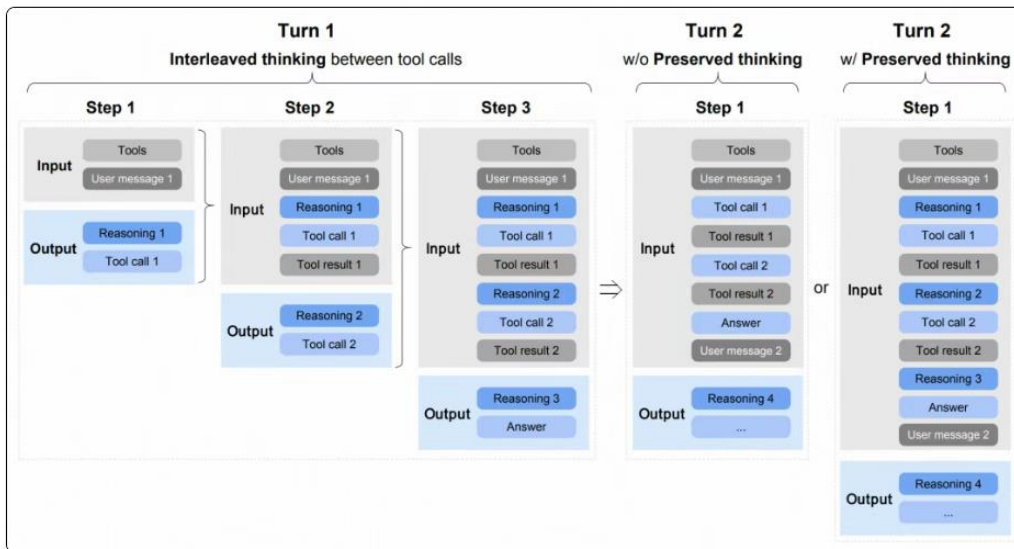 Turn 1
Interleaved thinking between tool calls
Step 1
Input
Tools
User message 1
Output
Reasoning 1
Tool call 1
Step 2
Input
Tools
User message 1
Reasoning 1
Tool call 1
Tool result 1
Output
Reasoning 2
Tool call 2
Step 3
Input
Tools
User message 1
Reasoning 1
Tool call 1
Tool result 1
Reasoning 2
Tool call 2
Tool result 2
Output
Reasoning 3
Answer
⇒
Turn 2
w/o Preserved thinking
Step 1
Input
Tools
User message 1
Tool call 1
Tool result 1
Tool call 2
Tool result 2
Answer
User message 2
Output
Reasoning 4
...
or
Turn 2
w/ Preserved thinking
Step 1
Input
Tools
User message 1
Reasoning 1
Tool call 1
Tool result 1
Reasoning 2
Tool call 2
Tool result 2
Reasoning 3
Answer
User message 2
Output
Reasoning 4
...